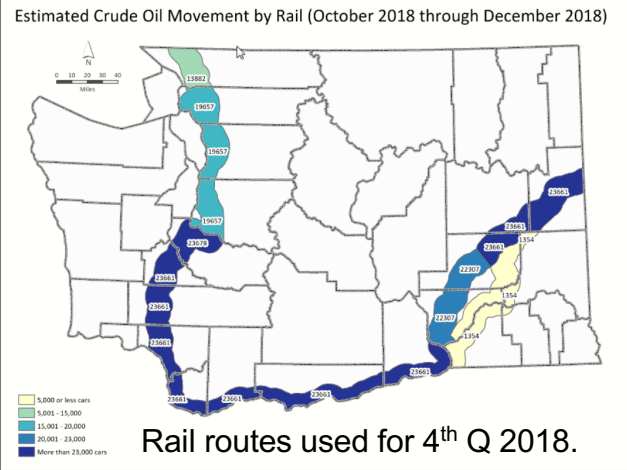 Estimated Crude Oil Movement by Rail (October 2018 through December 2018)
N
0 10 20 30 40
Miles
13882
19657
19657
19657
23678
23661
23661
23661
23661
23661
23661
23661
23661
23661
23661
1354
22307
1354
22307
1354
5,000 or less cars
5,001 - 15,000
15,001 - 20,000
20,001 - 23,000
More than 23,000 cars
Rail routes used for 4th Q 2018.